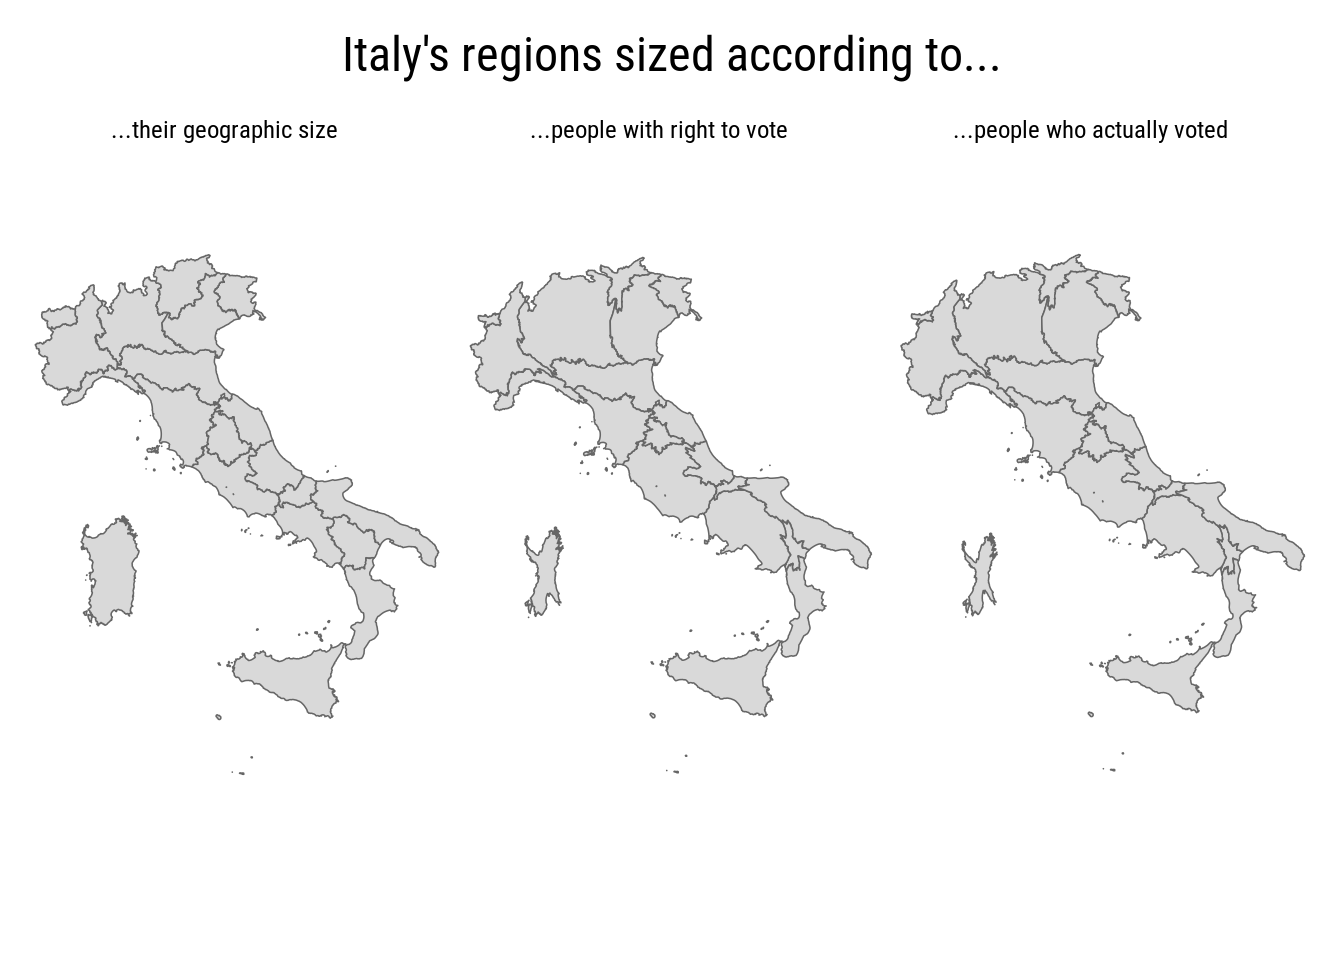 Italy's regions sized according to...
...their geographic size
...people with right to vote
...people who actually voted